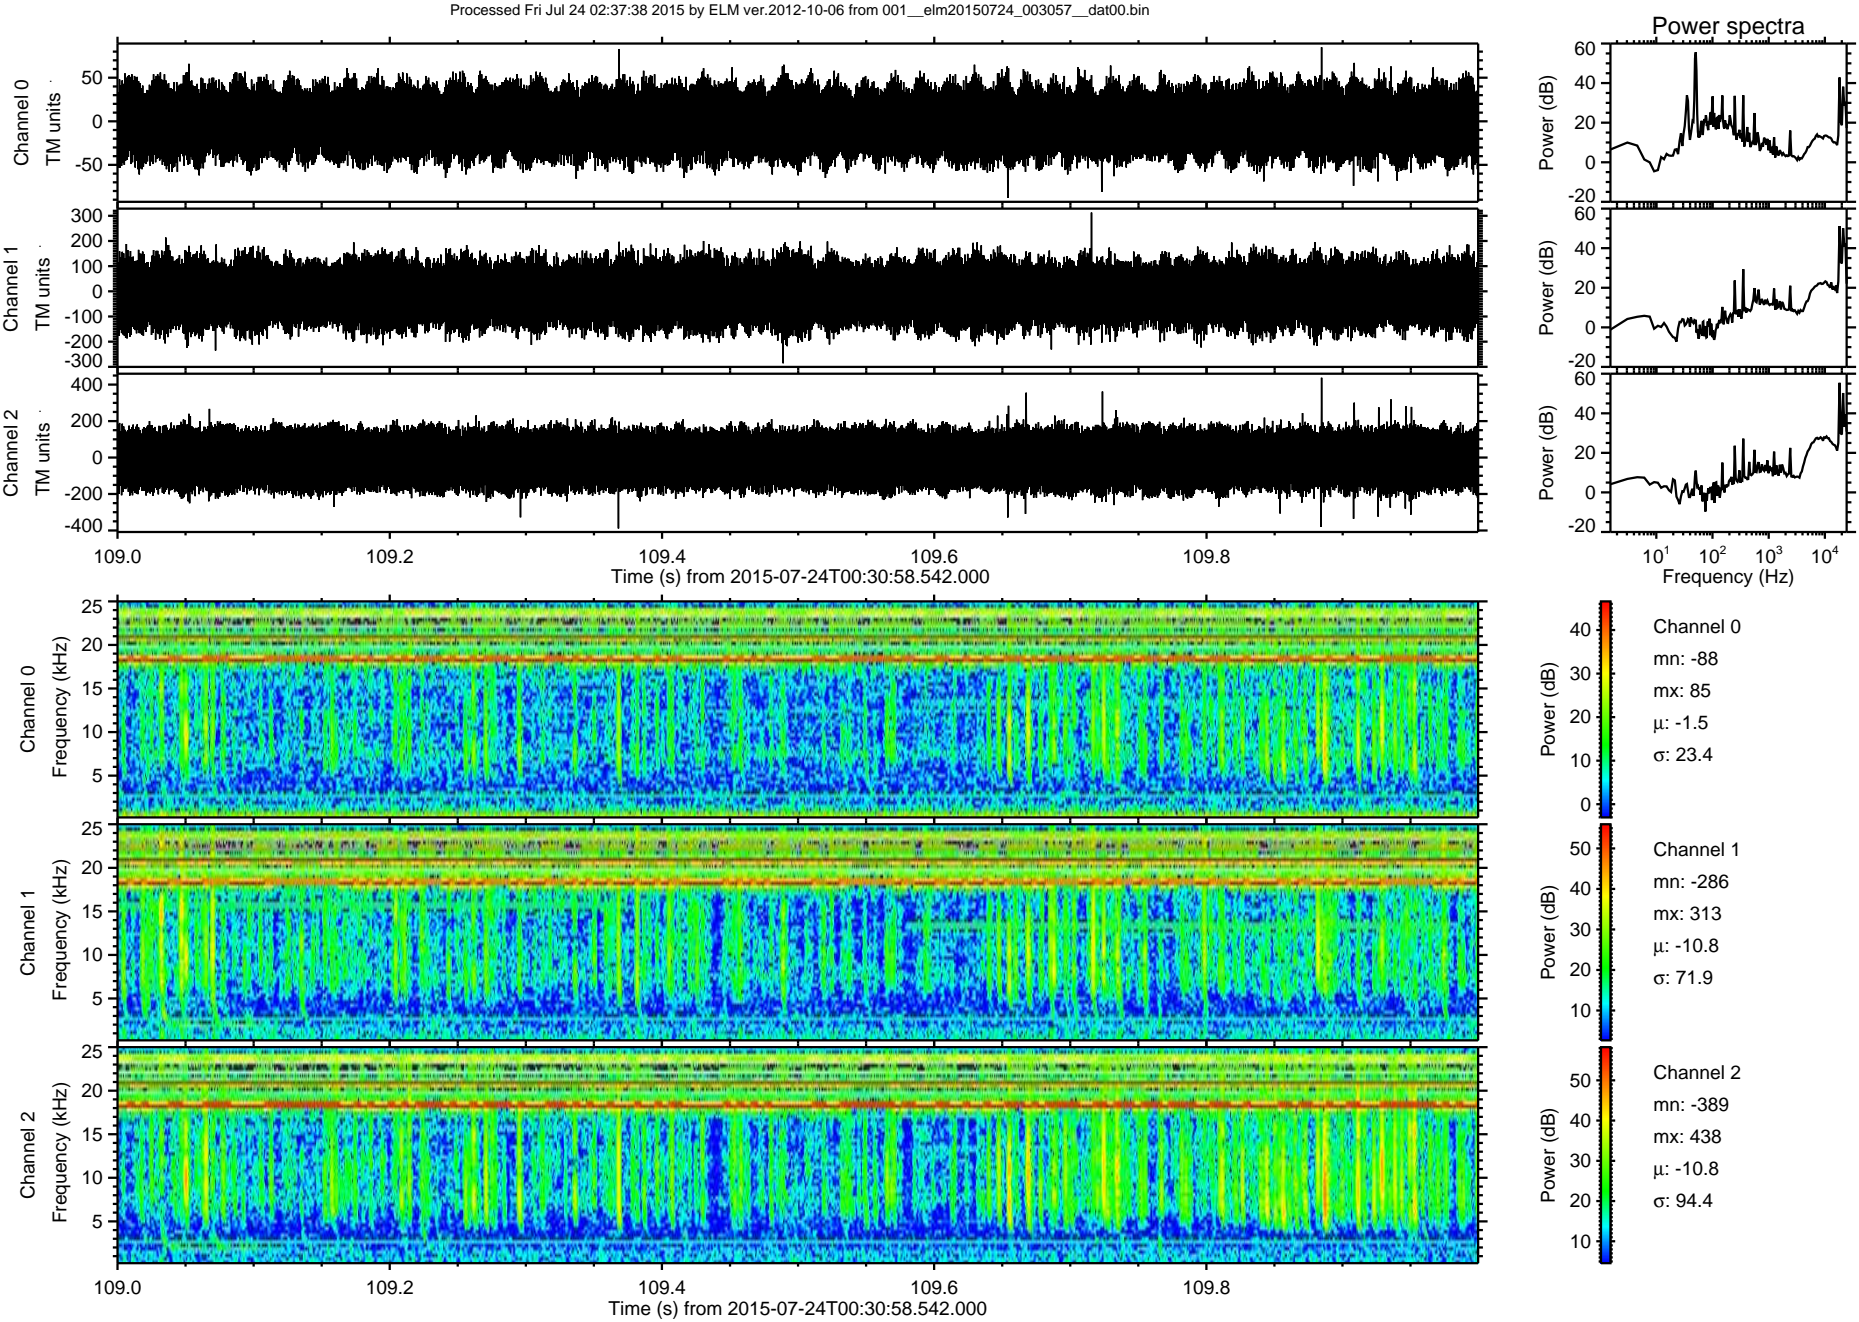 Processed Fri Jul 24 02:37:38 2015 by ELM ver.2012-10-06 from 001__elm20150724_003057__dat00.bin
Power spectra
Channel 0
TM units
50
0
-50
Power (dB)
60
40
20
0
-20
Channel 1
TM units
300
200
100
0
-100
-200
-300
Power (dB)
60
40
20
0
-20
Channel 2
TM units
400
200
0
-200
-400
Power (dB)
60
40
20
0
-20
109.0 109.2 109.4 109.6 109.8
Time (s) from 2015-07-24T00:30:58.542.000
10^1 10^2 10^3 10^4
Frequency (Hz)
Channel 0
Frequency (kHz)
25
20
15
10
5
Power (dB)
40
30
20
10
0
Channel 0
mn: -88
mx: 85
μ: -1.5
σ: 23.4
Channel 1
Frequency (kHz)
25
20
15
10
5
Power (dB)
50
40
30
20
10
Channel 1
mn: -286
mx: 313
μ: -10.8
σ: 71.9
Channel 2
Frequency (kHz)
25
20
15
10
5
Power (dB)
50
40
30
20
10
Channel 2
mn: -389
mx: 438
μ: -10.8
σ: 94.4
109.0 109.2 109.4 109.6 109.8
Time (s) from 2015-07-24T00:30:58.542.000